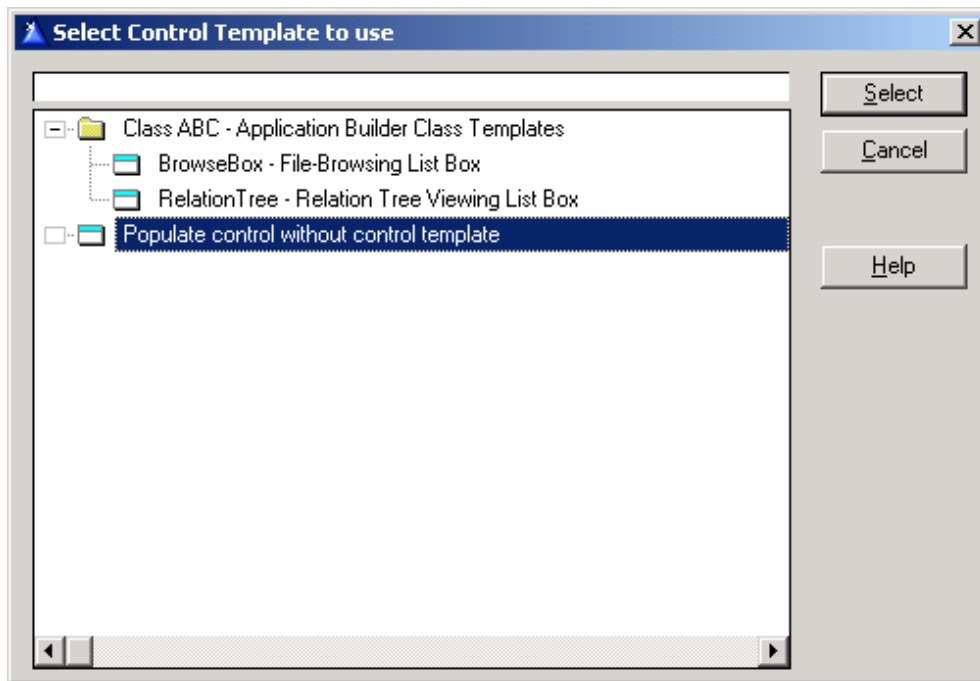 Select Control Template to use
Select
Class ABC - Application Builder Class Templates
Cancel
BrowseBox - File-Browsing List Box
RelationTree - Relation Tree Viewing List Box
Populate control without control template
Help